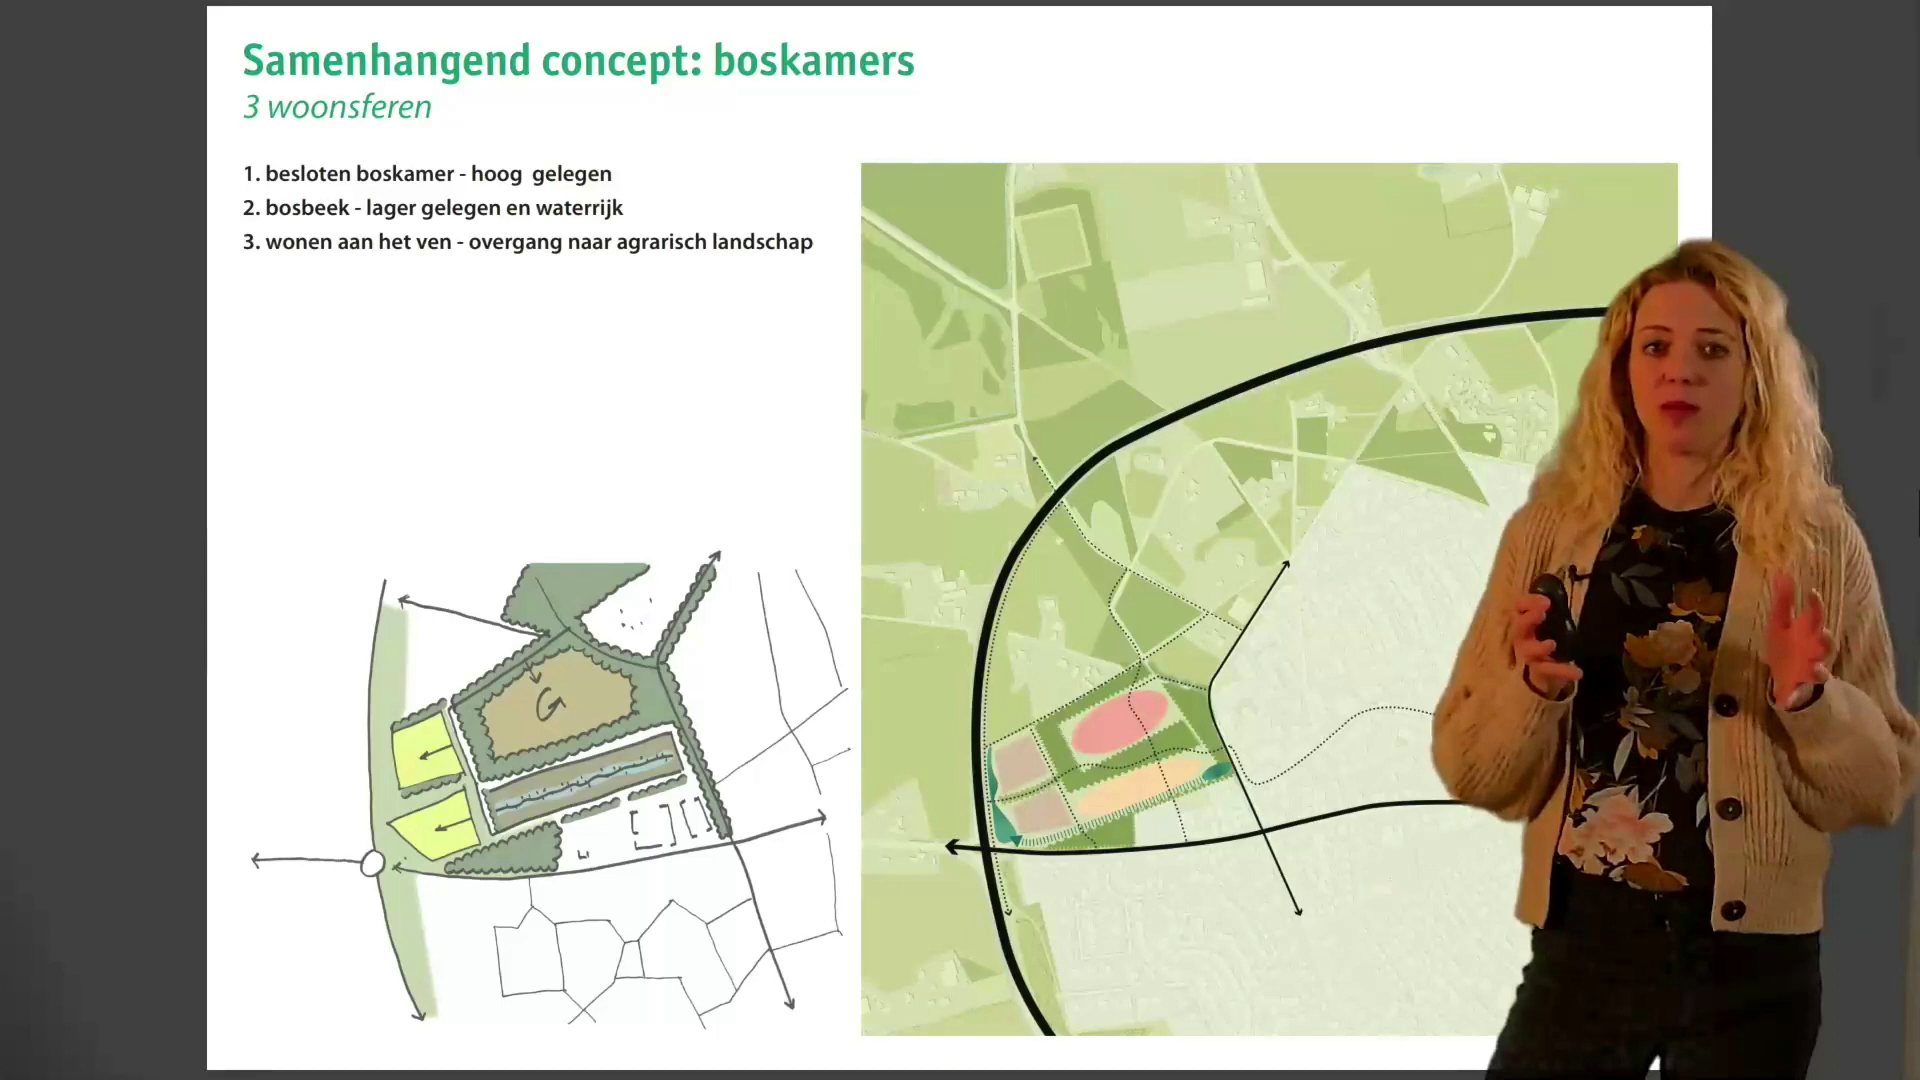 Samenhangend concept: boskamers
3 woonsferen
1. besloten boskamer - hoog gelegen
2. bosbeek - lager gelegen en waterrijk
3. wonen aan het ven - overgang naar agrarisch landschap